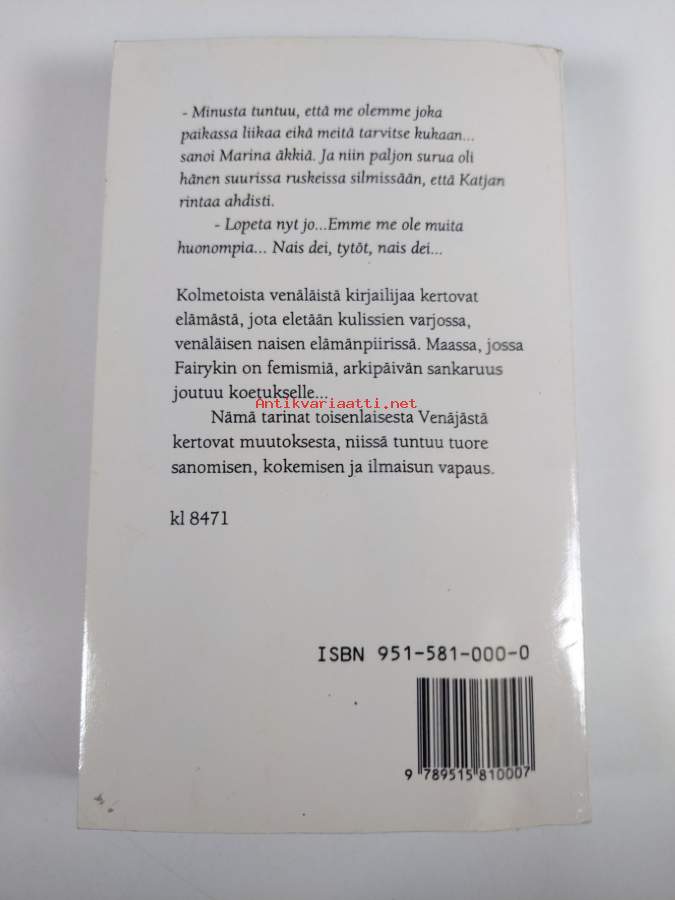 - Minusta tuntuu, että me olemme joka
paikassa liikaa eikä meitä tarvitse kukaan...
sanoi Marina äkkiä. Ja niin paljon surua oli
hänen suurissa ruskeissa silmissään, että Katjan
rintaa ahdisti.
- Lopeta nyt jo...Emme me ole muita
huonompia... Nais dei, tytöt, nais dei...
Kolmetoista venäläistä kirjailijaa kertovat
elämästä, jota eletään kulissien varjossa,
venäläisen naisen elämänpiirissä. Maassa, jossa
Fairykin on femismiä, arkipäivän sankaruus
joutuu koetukselle...
Antikvariaatti.net
Nämä tarinat toisenlaisesta Venäjästä
kertovat muutoksesta, niissä tuntuu tuore
sanomisen, kokemisen ja ilmaisun vapaus.
kl 8471
ISBN 951-581-000-0
9 789515 810007